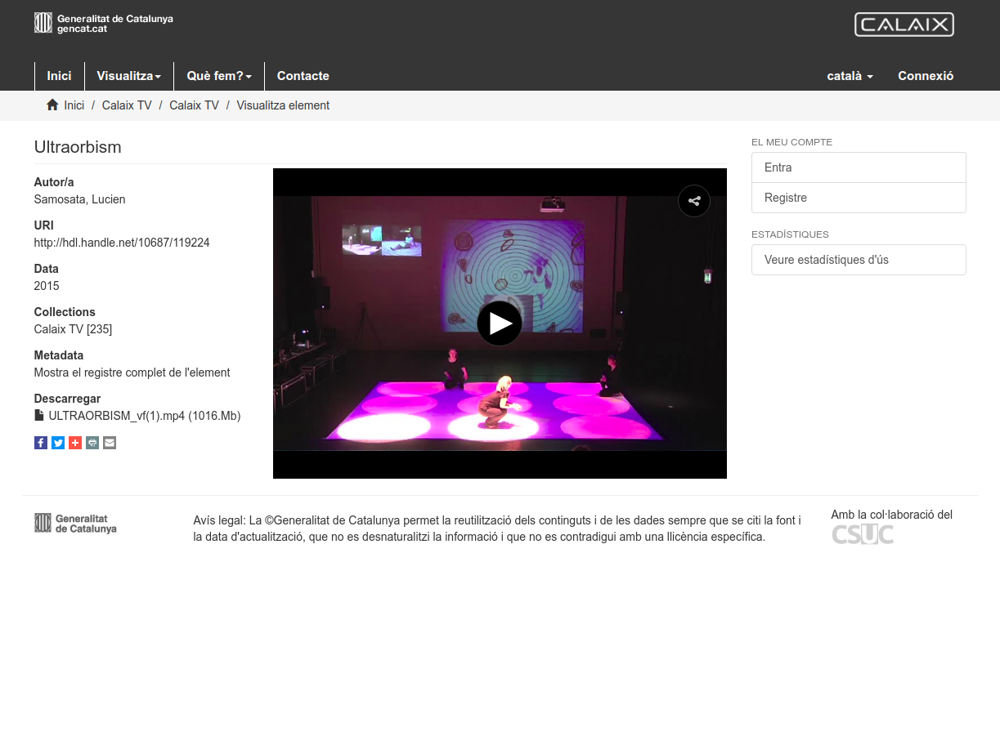 Generalitat de Catalunya
gencat.cat
CALAIX
Inici
Visualitza
Què fem?
Contacte
català
Connexió
Inici / Calaix TV / Calaix TV / Visualitza element
Ultraorbism
Autor/a
Samosata, Lucien
URI
http://hdl.handle.net/10687/119224
Data
2015
Collections
Calaix TV [235]
Metadata
Mostra el registre complet de l'element
Descarregar
ULTRAORBISM_vf(1).mp4 (1016.Mb)
EL MEU COMPTE
Entra
Registre
ESTADÍSTIQUES
Veure estadístiques d'ús
Generalitat
de Catalunya
Avís legal: La ©Generalitat de Catalunya permet la reutilització dels continguts i de les dades sempre que se citi la font i
la data d'actualització, que no es desnaturalitzi la informació i que no es contradigui amb una llicència específica.
Amb la col·laboració del
CSUC